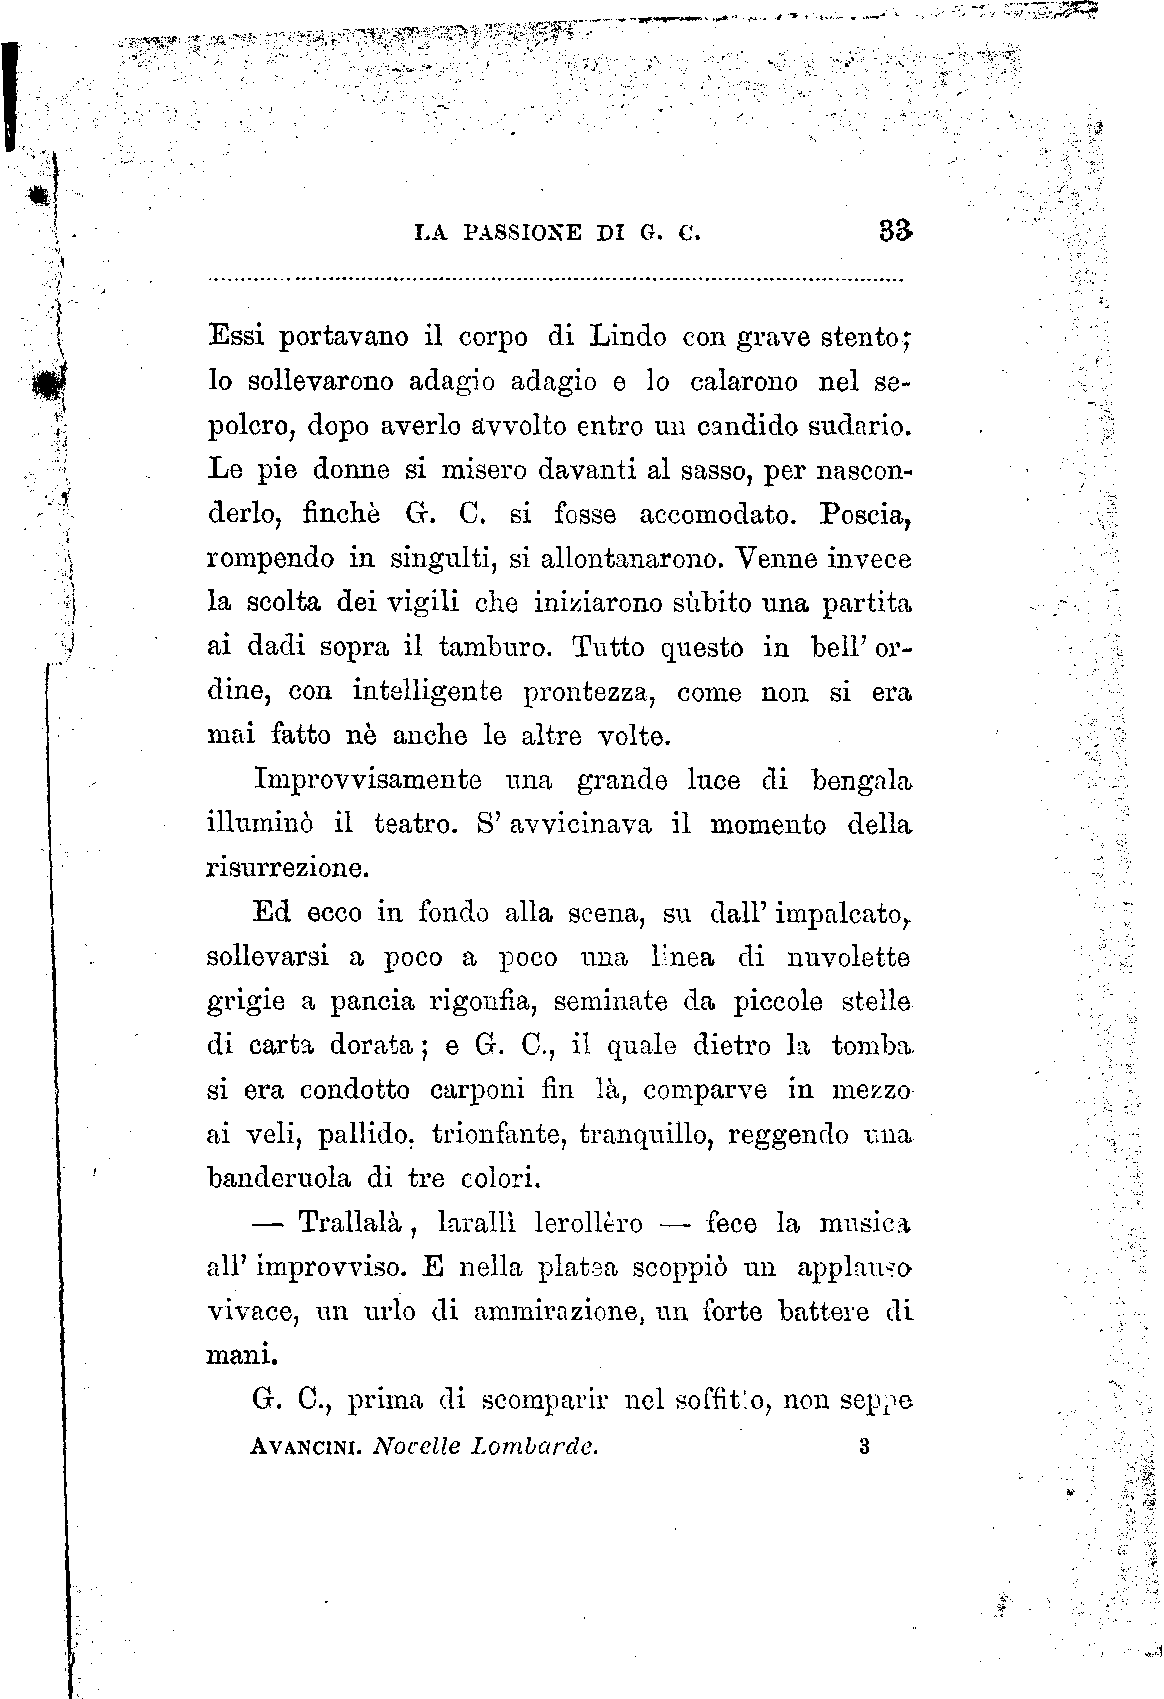 LA PASSIONE DI G. C. 33
Essi portavano il corpo di Lindo con grave stento;
lo sollevarono adagio adagio e lo calarono nel se-
polcro, dopo averlo avvolto entro un candido sudario.
Le pie donne si misero davanti al sasso, per nascon-
derlo, finchè G. C. si fosse accomodato. Poscia,
rompendo in singulti, si allontanarono. Venne invece
la scolta dei vigili che iniziarono sùbito una partita
ai dadi sopra il tamburo. Tutto questo in bell' or-
dine, con intelligente prontezza, come non si era
mai fatto nè anche le altre volte.
Improvvisamente una grande luce di bengala
illuminò il teatro. S' avvicinava il momento della
risurrezione.
Ed ecco in fondo alla scena, su dall' impalcato,
sollevarsi a poco a poco una linea di nuvolette
grigie a pancia rigonfia, seminate da piccole stelle
di carta dorata; e G. C., il quale dietro la tomba
si era condotto carponi fin là, comparve in mezzo
ai veli, pallido, trionfante, tranquillo, reggendo una
banderuola di tre colori.
— Trallalà, larallì lerollèro — fece la musica
all' improvviso. E nella platea scoppiò un applauso
vivace, un urlo di ammirazione, un forte battere di
mani.
G. C., prima di scomparir nel soffitto, non seppe
AVANCINI. Novelle Lombarde. 3